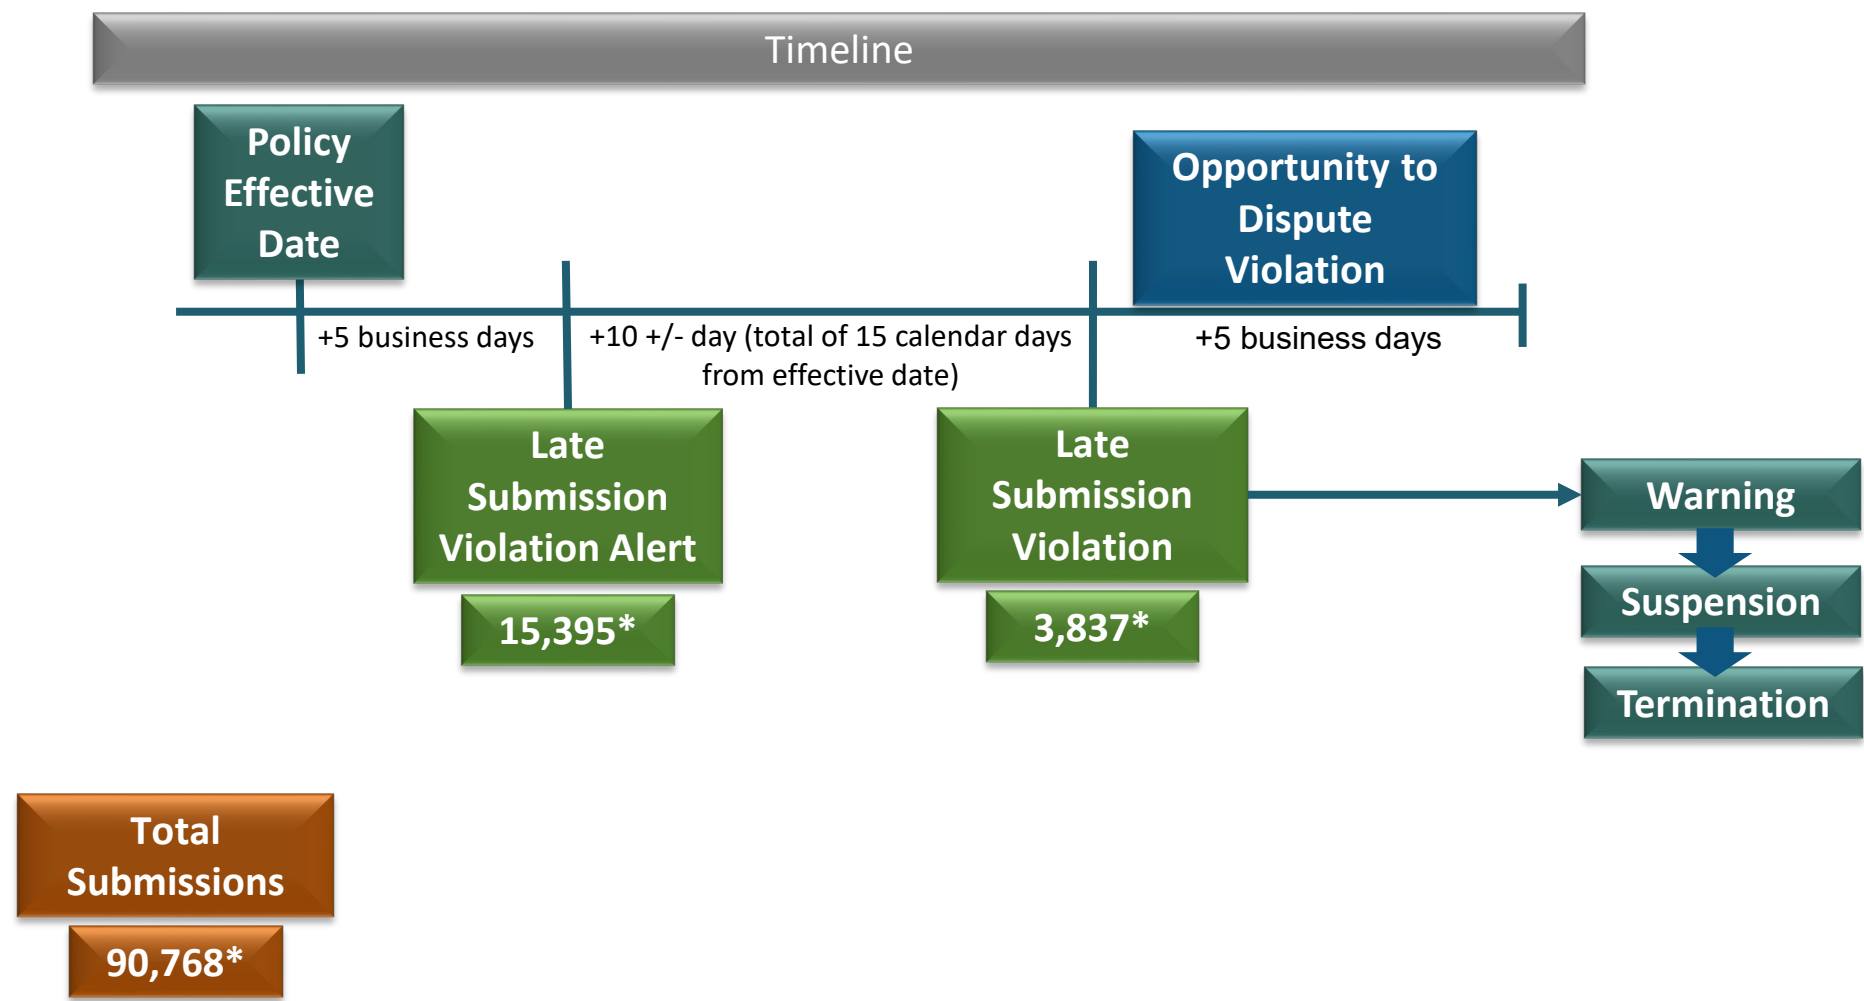 Timeline
Policy
Effective
Date
Opportunity to
Dispute
Violation
+5 business days
+10 +/- day (total of 15 calendar days
from effective date)
+5 business days
Late
Submission
Violation Alert
15,395*
Late
Submission
Violation
3,837*
Warning
Suspension
Termination
Total
Submissions
90,768*